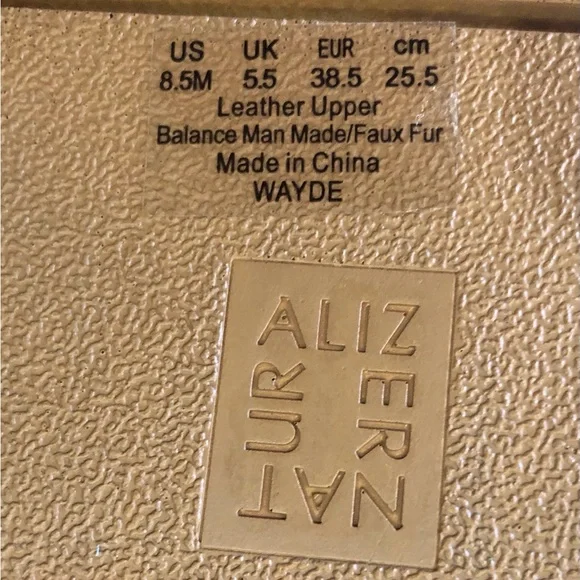 US UK EUR cm
8.5M 5.5 38.5 25.5
Leather Upper
Balance Man Made/Faux Fur
Made in China
WAYDE
NATURALIZER